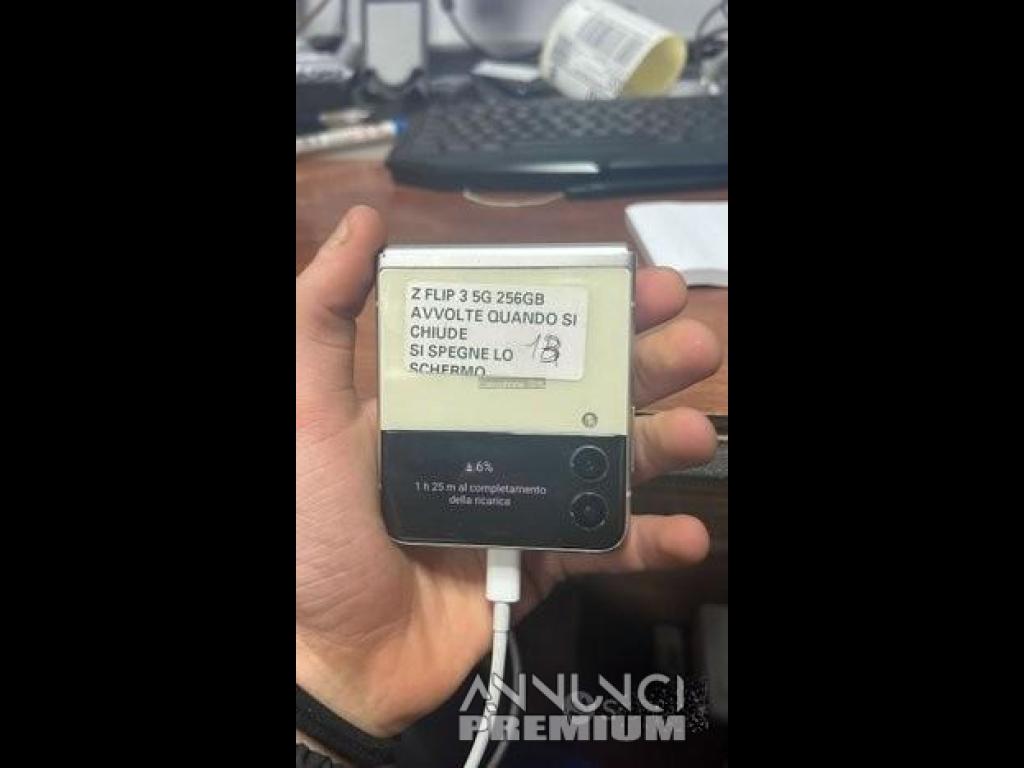 Z FLIP 3 5G 256GB
AVVOLTE QUANDO SI
CHIUDE
SI SPEGNE LO
SCHERMO
6%
1 h 25 m al completamento
della ricarica
ANNUNCI
PREMIUM